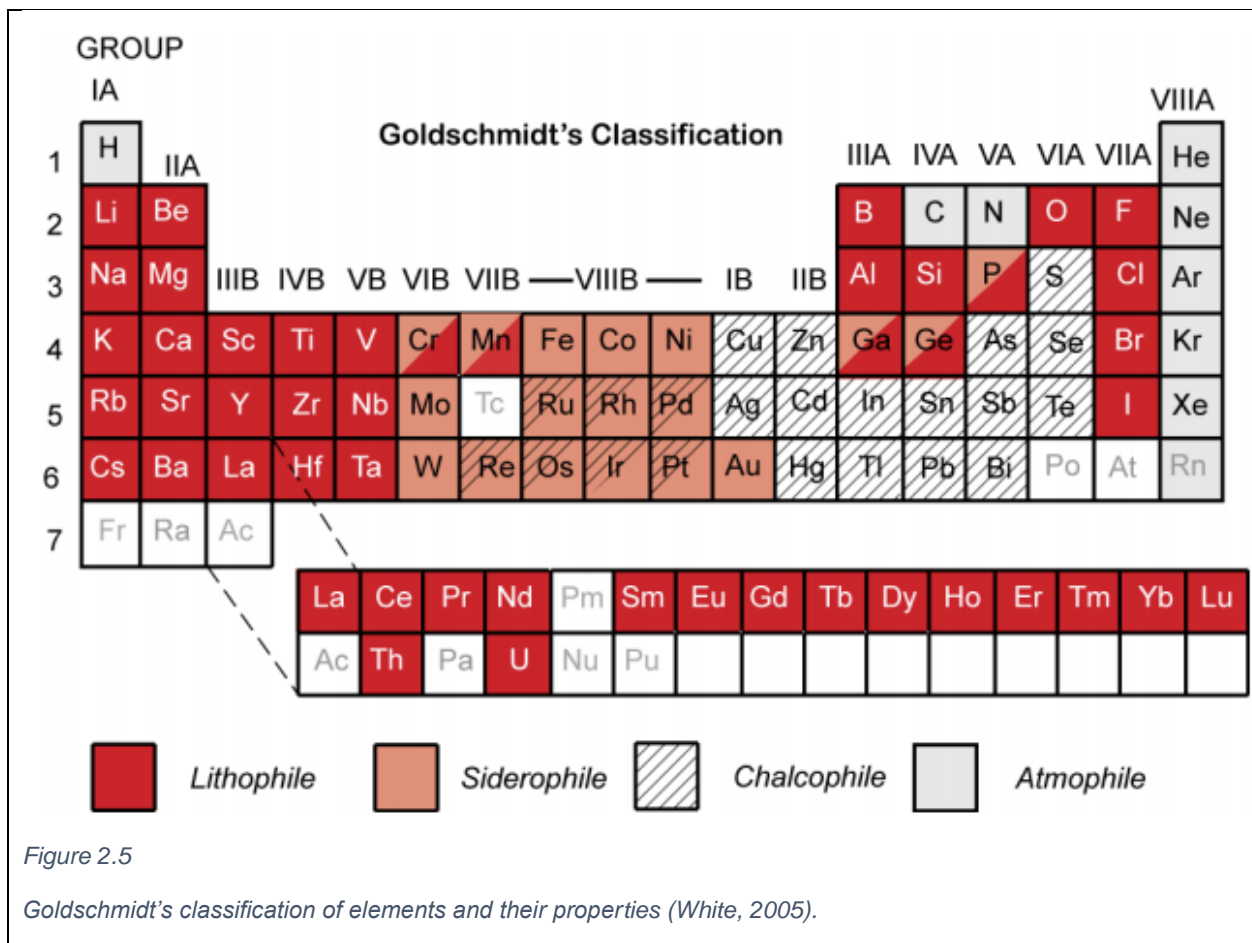 GROUP
IA
VIIIA
Goldschmidt's Classification
1 H IIA IIIA IVA VA VIA VIIA He
2 Li Be B C N O F Ne
3 Na Mg IIIB IVB VB VIB VIIB VIIIB IB IIB Al Si P S Cl Ar
4 K Ca Sc Ti V Cr Mn Fe Co Ni Cu Zn Ga Ge As Se Br Kr
5 Rb Sr Y Zr Nb Mo Tc Ru Rh Pd Ag Cd In Sn Sb Te I Xe
6 Cs Ba La Hf Ta W Re Os Ir Pt Au Hg Tl Pb Bi Po At Rn
7 Fr Ra Ac
La Ce Pr Nd Pm Sm Eu Gd Tb Dy Ho Er Tm Yb Lu
Ac Th Pa U Nu Pu
Lithophile Siderophile Chalcophile Atmophile
Figure 2.5
Goldschmidt's classification of elements and their properties (White, 2005).